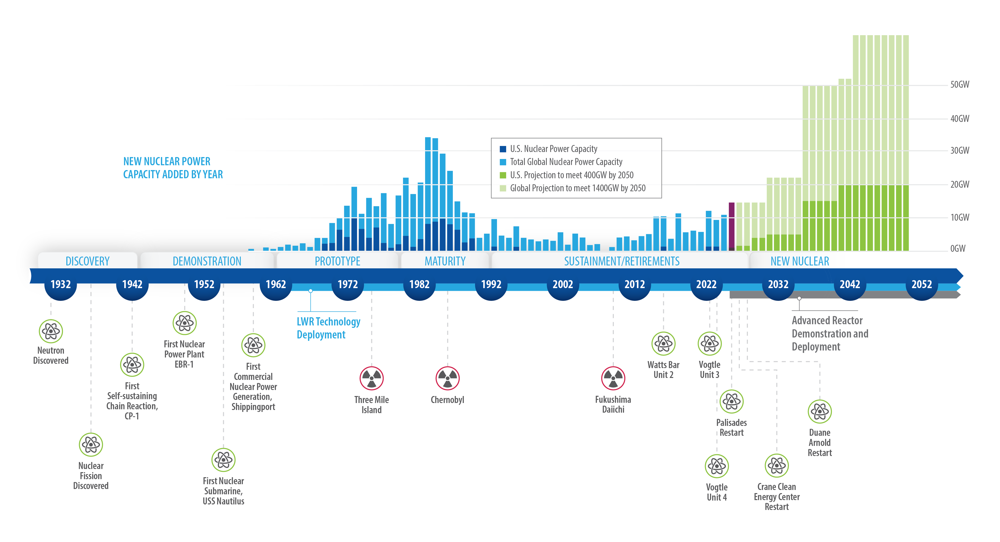 50GW
40GW
30GW
20GW
10GW
0GW
NEW NUCLEAR POWER
CAPACITY ADDED BY YEAR
U.S. Nuclear Power Capacity
Total Global Nuclear Power Capacity
U.S. Projection to meet 400GW by 2050
Global Projection to meet 1400GW by 2050
DISCOVERY
DEMONSTRATION
PROTOTYPE
MATURITY
SUSTAINMENT/RETIREMENTS
NEW NUCLEAR
1932
1942
1952
1962
1972
1982
1992
2002
2012
2022
2032
2042
2052
Neutron
Discovered
Nuclear
Fission
Discovered
First
Self-sustaining
Chain Reaction,
CP-1
First Nuclear
Power Plant
EBR-1
First Nuclear
Submarine,
USS Nautilus
First
Commercial
Nuclear Power
Generation,
Shippingport
LWR Technology
Deployment
Three Mile
Island
Chernobyl
Fukushima
Daiichi
Watts Bar
Unit 2
Vogtle
Unit 3
Vogtle
Unit 4
Palisades
Restart
Crane Clean
Energy Center
Restart
Duane
Arnold
Restart
Advanced Reactor
Demonstration and
Deployment